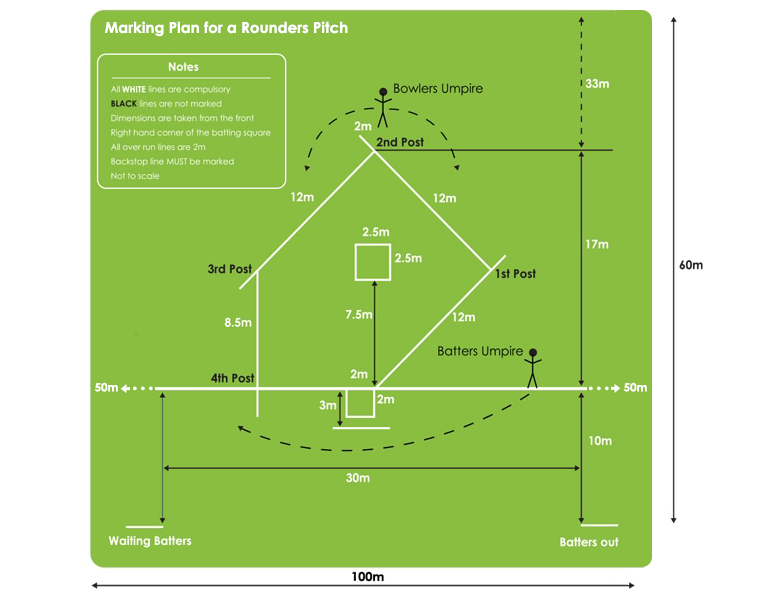 Marking Plan for a Rounders Pitch
Notes
All WHITE lines are compulsory
BLACK lines are not marked
Dimensions are taken from the front
Right hand corner of the batting square
All over run lines are 2m
Backstop line MUST be marked
Not to scale
Bowlers Umpire
33m
2m
2nd Post
12m
12m
2.5m
17m
2.5m
3rd Post
1st Post
60m
7.5m
12m
8.5m
Batters Umpire
4th Post
2m
50m
50m
3m
2m
10m
30m
Waiting Batters
Batters out
100m